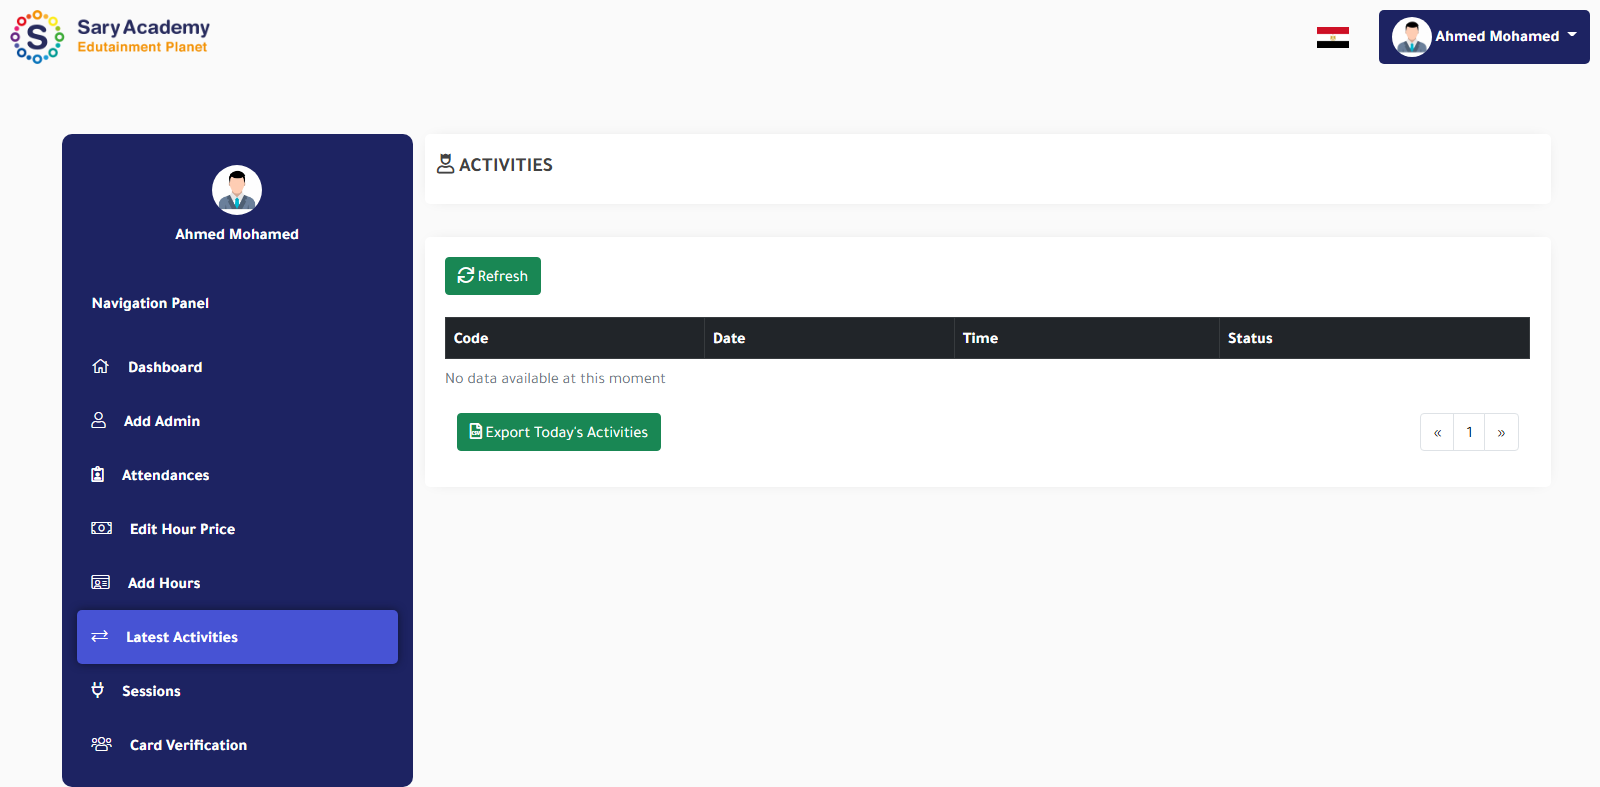 S
Sary Academy
Edutainment Planet
Ahmed Mohamed
Ahmed Mohamed
Navigation Panel
Dashboard
Add Admin
Attendances
Edit Hour Price
Add Hours
Latest Activities
Sessions
Card Verification
ACTIVITIES
Refresh
Code Date Time Status
No data available at this moment
Export Today's Activities
« 1 »